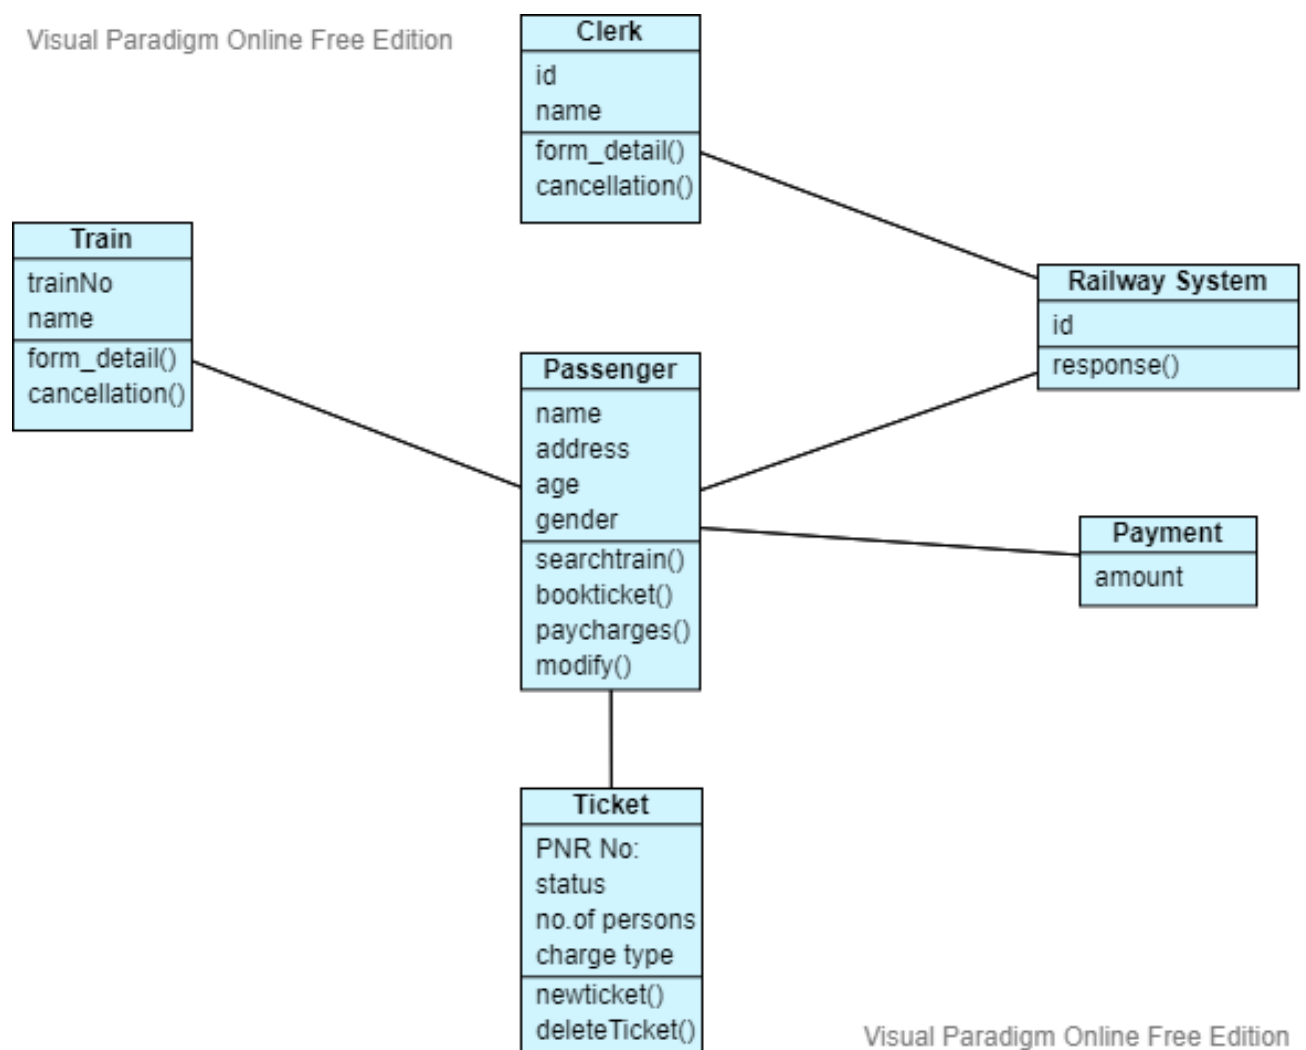 Visual Paradigm Online Free Edition
Clerk
id
name
form_detail()
cancellation()
Train
trainNo
name
form_detail()
cancellation()
Railway System
id
response()
Passenger
name
address
age
gender
searchtrain()
bookticket()
paycharges()
modify()
Payment
amount
Ticket
PNR No:
status
no.of persons
charge type
newticket()
deleteTicket()
Visual Paradigm Online Free Edition